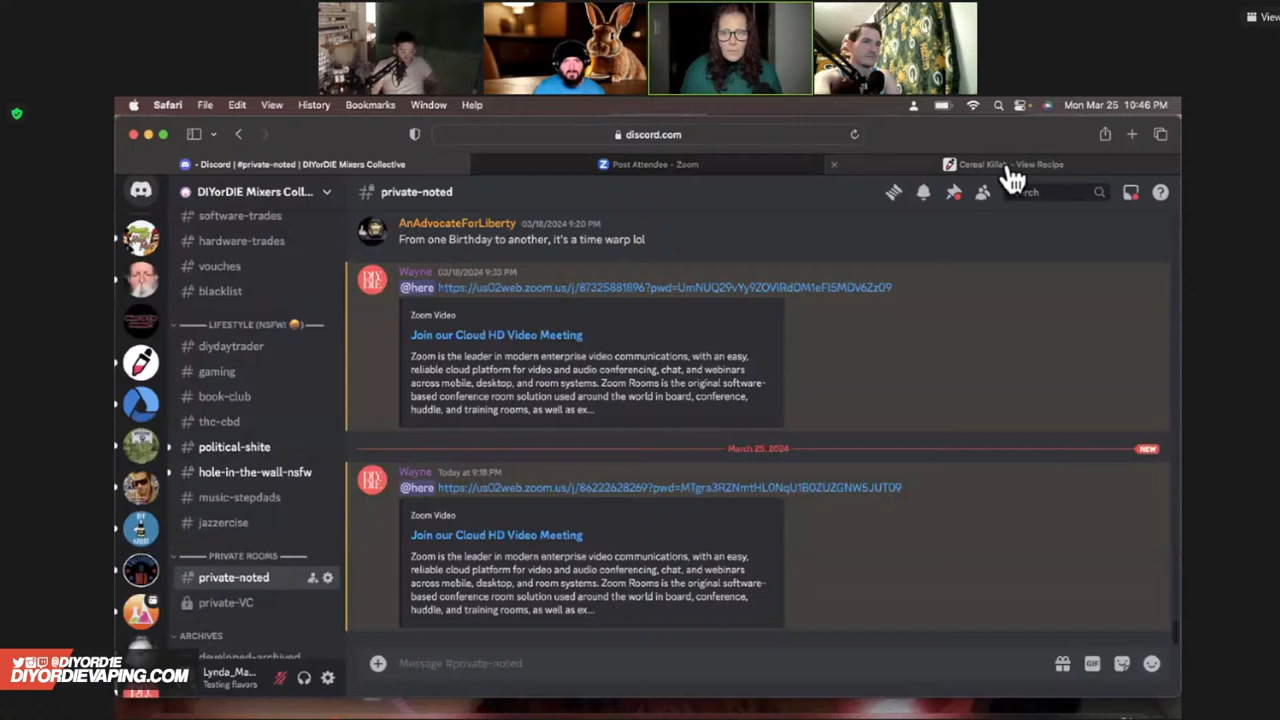 View
Safari File Edit View History Bookmarks Window Help Mon Mar 25 10:46 PM
discord.com
Discord | #private-noted | DIYorDIE Mixers Collective
Post Attendee - Zoom
Cereal Killa - View Recipe
DIYorDIE Mixers Coll...
# private-noted
software-trades
hardware-trades
vouches
blacklist
LIFESTYLE (NSFW! )
diydaytrader
gaming
book-club
thc-cbd
political-shite
hole-in-the-wall-nsfw
music-stepdads
jazzercise
PRIVATE ROOMS
private-noted
private-VC
ARCHIVES
developed-archived
Lynda_Ma...
Testing flavors
AnAdvocateForLiberty 03/18/2024 9:20 PM
From one Birthday to another, it's a time warp lol
Wayne 03/18/2024 9:33 PM
Zoom Video
Join our Cloud HD Video Meeting
Zoom is the leader in modern enterprise video communications, with an easy,
reliable cloud platform for video and audio conferencing, chat, and webinars
across mobile, desktop, and room systems. Zoom Rooms is the original software-
based conference room solution used around the world in board, conference,
huddle, and training rooms, as well as ex...
March 25, 2024 NEW
Wayne Today at 9:18 PM
Zoom Video
Join our Cloud HD Video Meeting
Zoom is the leader in modern enterprise video communications, with an easy,
reliable cloud platform for video and audio conferencing, chat, and webinars
across mobile, desktop, and room systems. Zoom Rooms is the original software-
based conference room solution used around the world in board, conference,
huddle, and training rooms, as well as ex...
Message #private-noted
GIF
@DIYORD1E
DIYORDIEVAPING.COM